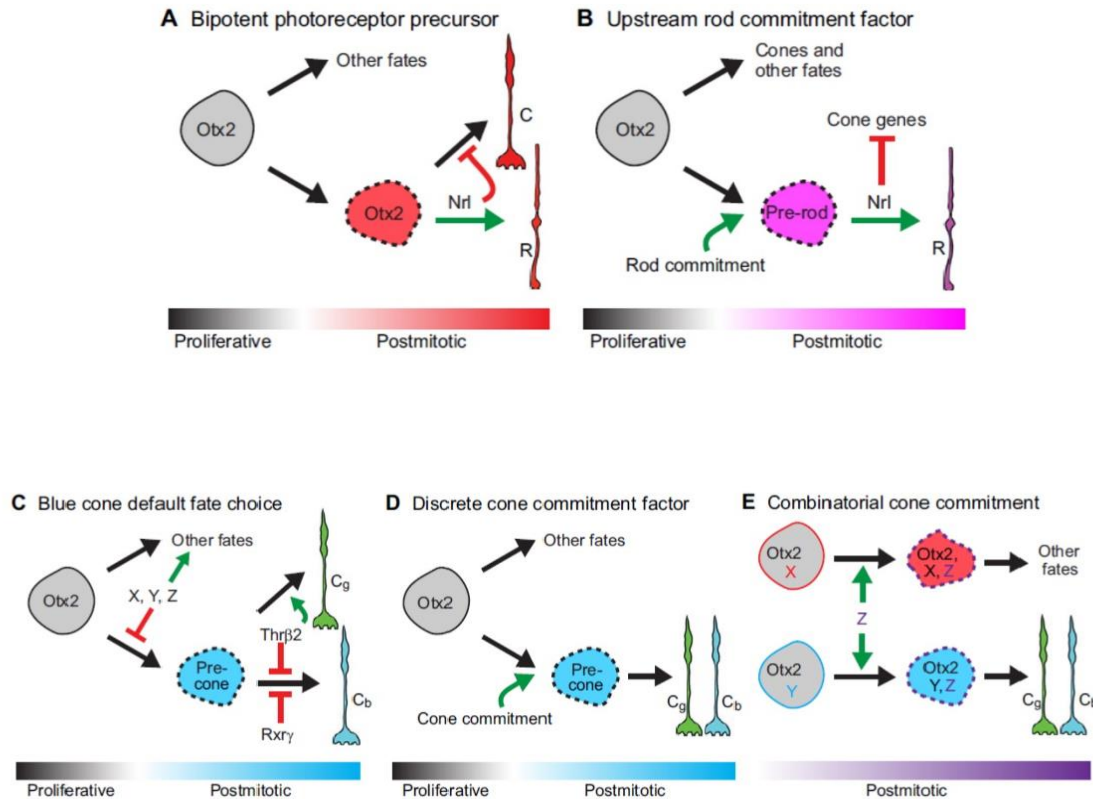 A Bipotent photoreceptor precursor
Other fates
Otx2
C
Otx2
Nrl
R
Proliferative
Postmitotic
B Upstream rod commitment factor
Cones and
other fates
Otx2
Cone genes
Pre-rod
Nrl
R
Rod commitment
Proliferative
Postmitotic
C Blue cone default fate choice
Other fates
Otx2
X, Y, Z
Cg
Thrβ2
Pre-
cone
Cb
Rxrγ
Proliferative
Postmitotic
D Discrete cone commitment factor
Other fates
Otx2
Pre-
cone
Cg
Cb
Cone commitment
Proliferative
Postmitotic
E Combinatorial cone commitment
Otx2
X
Otx2,
X, Z
Other
fates
Z
Otx2
Y
Otx2
Y, Z
Cg
Postmitotic